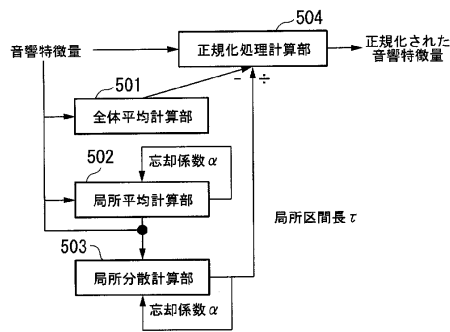 504
音響特徴量
正規化処理計算部
正規化された
音響特徴量
- ÷
501
全体平均計算部
502
忘却係数α
局所平均計算部
局所区間長τ
503
局所分散計算部
忘却係数α